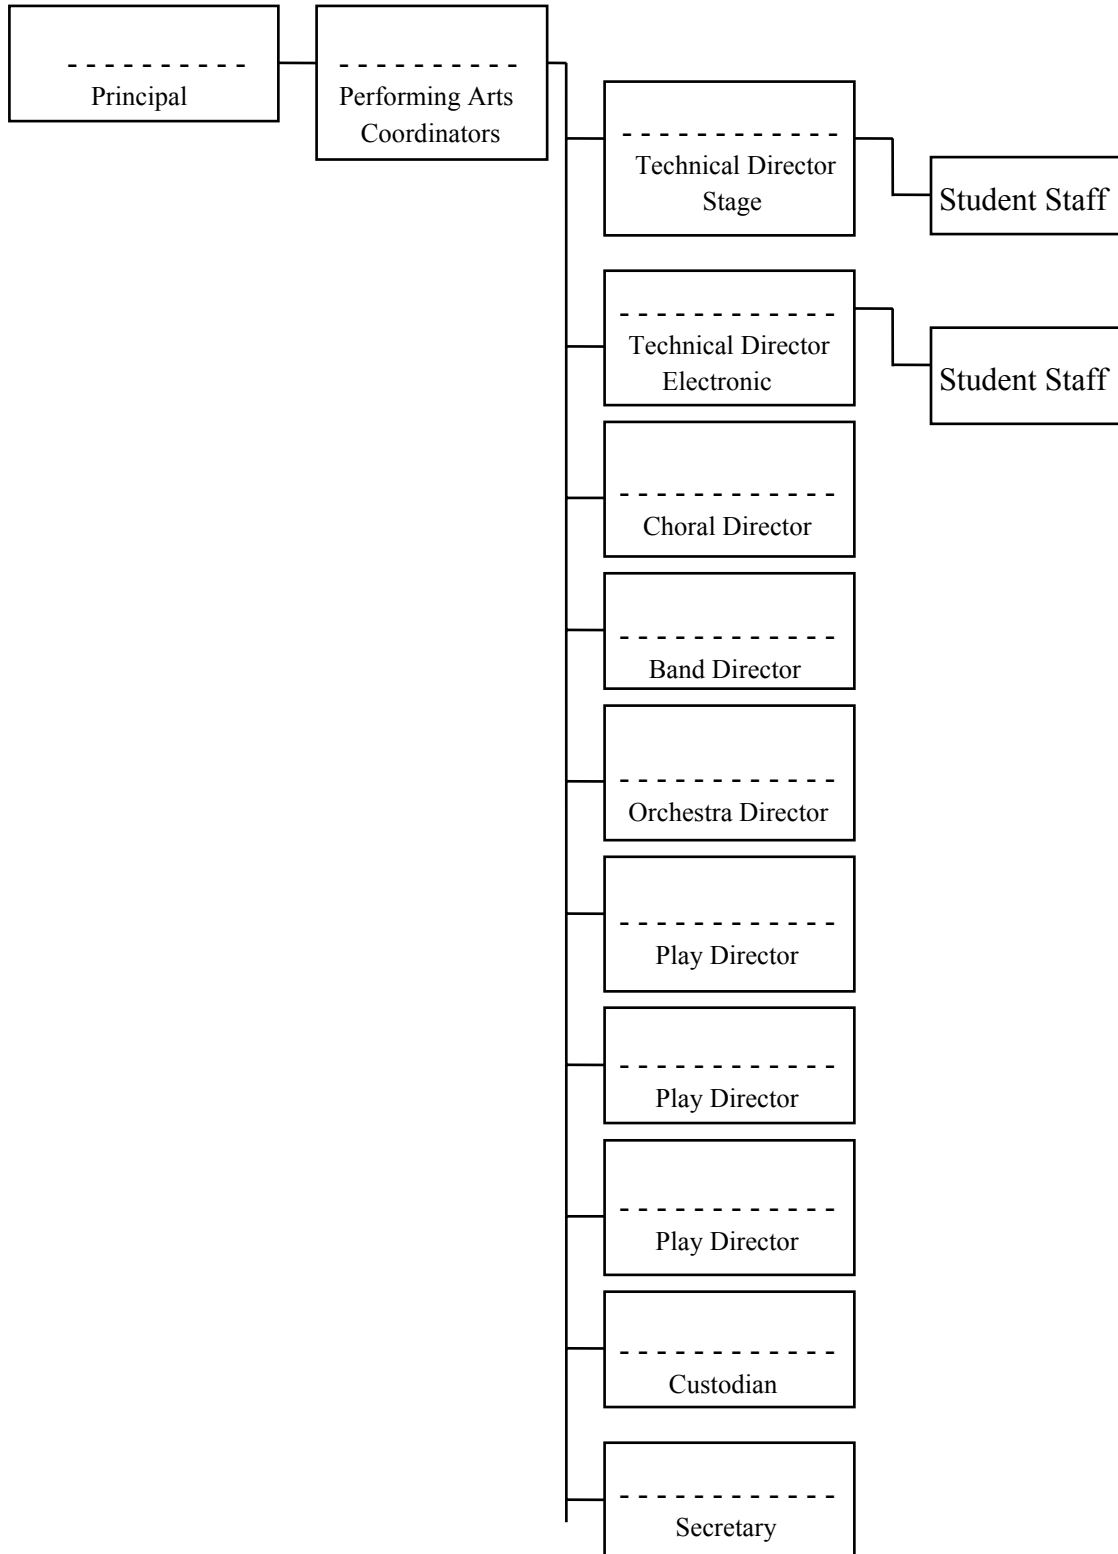 - - - - - - - - - -
Principal
- - - - - - - - - -
Performing Arts
Coordinators
- - - - - - - - - - - -
Technical Director
Stage
Student Staff
- - - - - - - - - - - -
Technical Director
Electronic
Student Staff
- - - - - - - - - - - -
Choral Director
- - - - - - - - - - - -
Band Director
- - - - - - - - - - - -
Orchestra Director
- - - - - - - - - - - -
Play Director
- - - - - - - - - - - -
Play Director
- - - - - - - - - - - -
Play Director
- - - - - - - - - - - -
Custodian
- - - - - - - - - - - -
Secretary